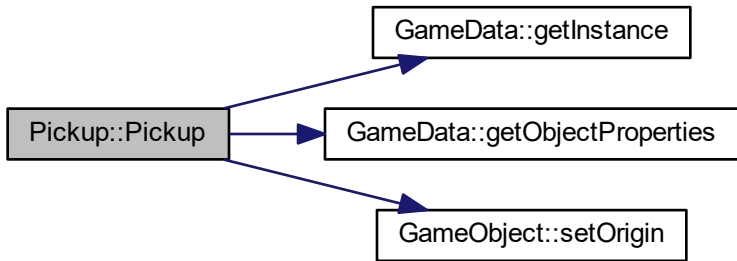 GameData::getInstance
Pickup::Pickup
GameData::getObjectProperties
GameObject::setOrigin